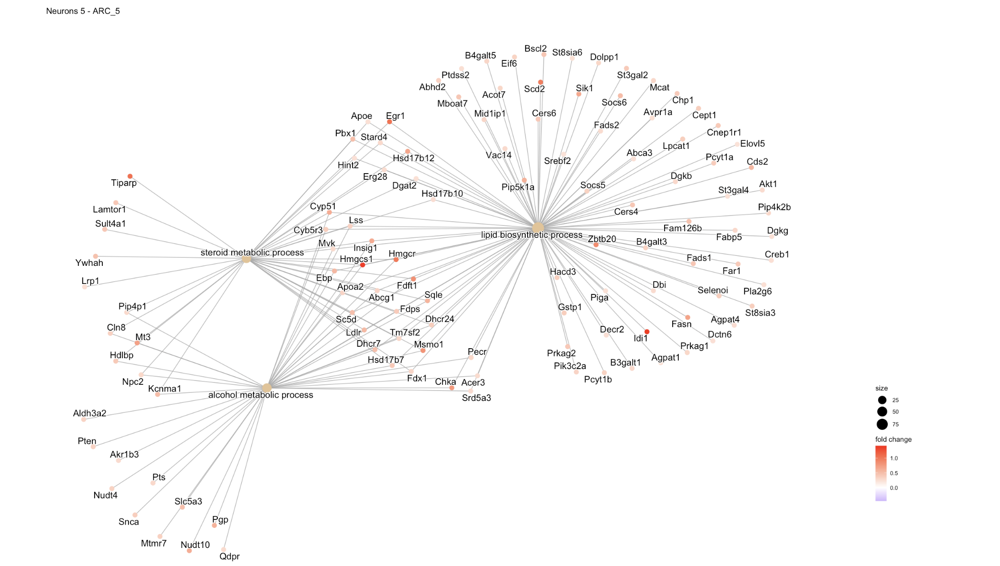 Neurons 5 - ARC_5
Bscl2
B4galt5
St8sia6
Dolpp1
Eif6
Ptdss2
St3gal2
Abhd2
Scd2
Sik1
Mcat
Acot7
Mboat7
Socs6
Chp1
Mid1ip1
Cers6
Avpr1a
Cept1
Apoe
Egr1
Fads2
Cnep1r1
Pbx1
Stard4
Lpcat1
Elovl5
Vac14
Srebf2
Abca3
Pcyt1a
Hsd17b12
Cds2
Hint2
Erg28
Dgkb
Tiparp
Dgat2
Pip5k1a
Socs5
Akt1
Hsd17b10
St3gal4
Lamtor1
Cyp51
Cers4
Pip4k2b
Sult4a1
Lss
Cyb5r3
Fam126b
Fabp5
Dgkg
lipid biosynthetic process
Zbtb20
B4galt3
Mvk
Insig1
steroid metabolic process
Hmgcr
Creb1
Ywhah
Hmgcs1
Fads1
Far1
Ebp
Hacd3
Lrp1
Apoa2
Fdft1
Dbi
Selenoi
Pla2g6
Abcg1
Sqle
Piga
Pip4p1
Fdps
Gstp1
St8sia3
Sc5d
Dhcr24
Agpat4
Cln8
Ldlr
Tm7sf2
Decr2
Fasn
Mt3
Dhcr7
Msmo1
Idi1
Dctn6
Hdlbp
Hsd17b7
Pecr
Prkag2
Prkag1
Agpat1
Pik3c2a
B3galt1
Npc2
Fdx1
Chka
Acer3
Pcyt1b
Kcnma1
alcohol metabolic process
Srd5a3
Aldh3a2
Pten
Akr1b3
Pts
Nudt4
Slc5a3
Snca
Pgp
Mtmr7
Nudt10
Qdpr
size
25
50
75
fold change
1.0
0.5
0.0